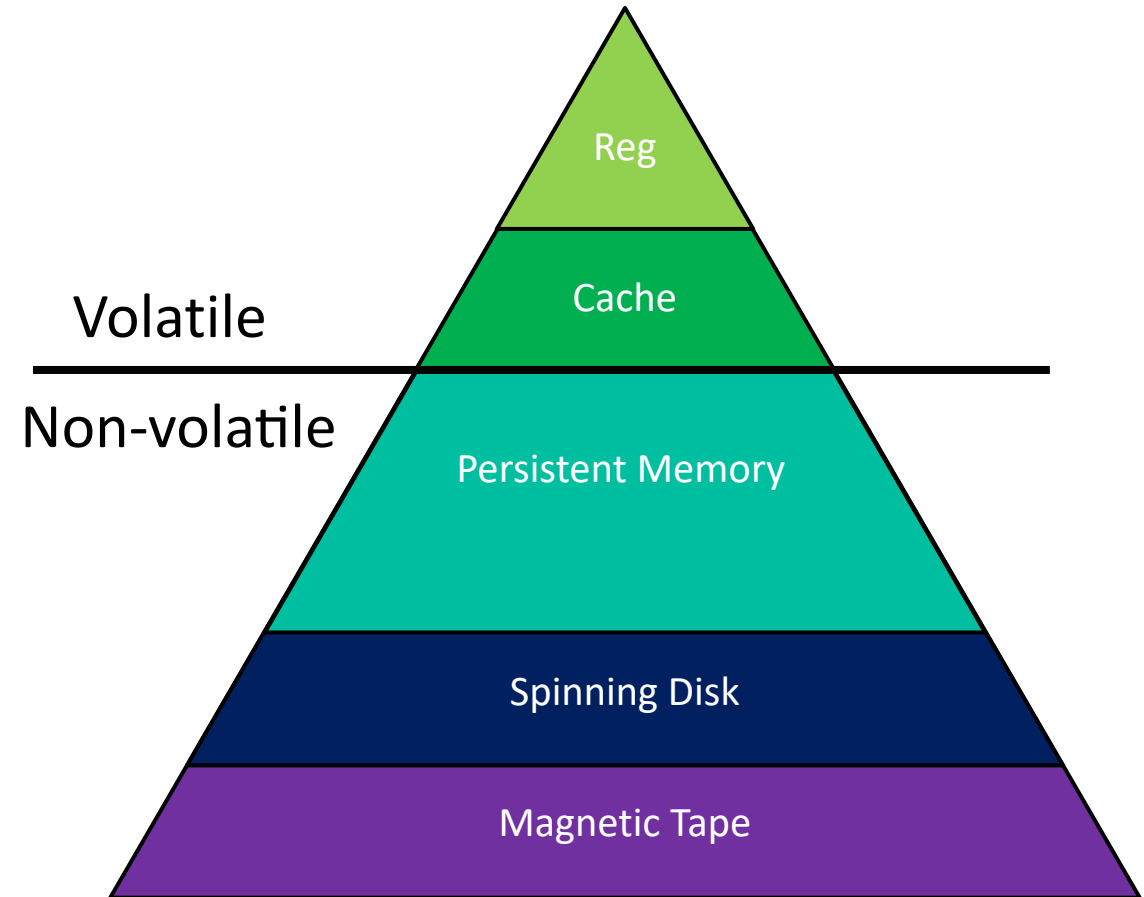 Reg
Cache
Volatile
Non-volatile
Persistent Memory
Spinning Disk
Magnetic Tape